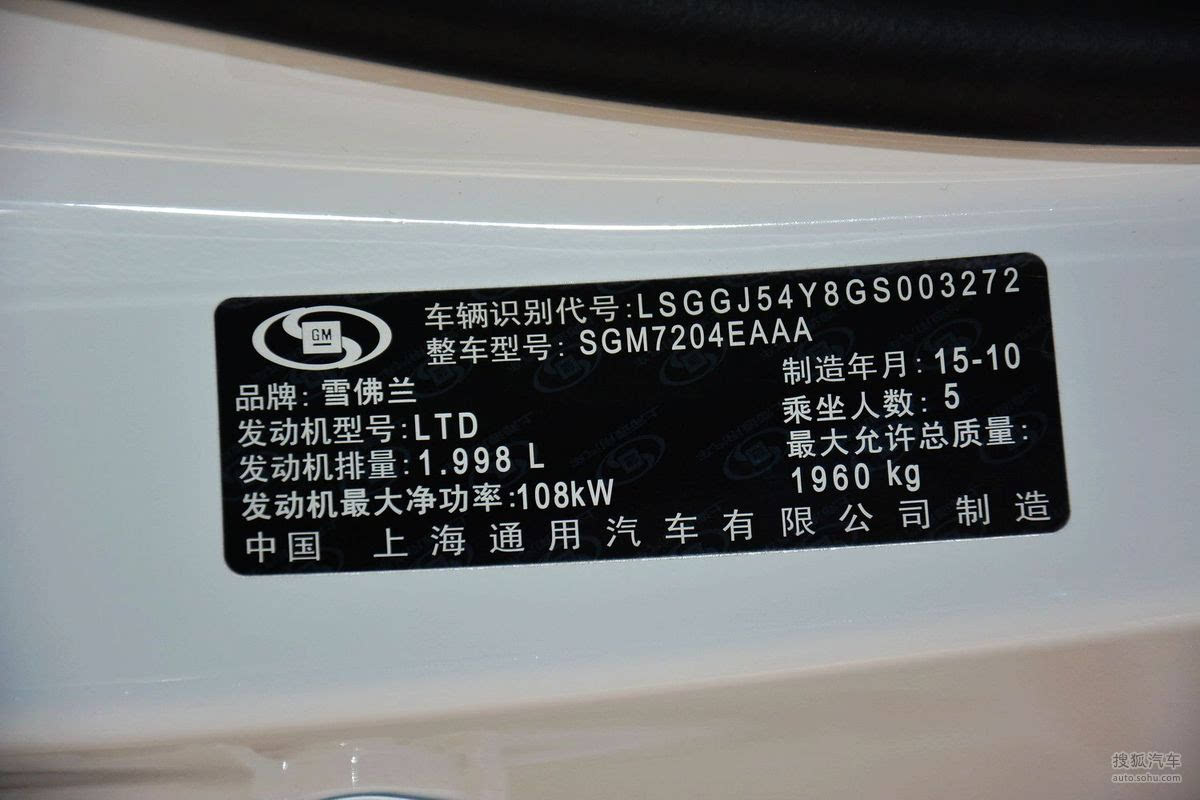 GM
车辆识别代号:LSGGJ54Y8GS003272
整车型号: SGM7204EAAA
品牌: 雪佛兰
制造年月: 15-10
发动机型号:LTD
乘坐人数: 5
发动机排量:1.998 L
最大允许总质量:
1960 kg
发动机最大净功率:108kW
中国 上海通用汽车有限公司制造
搜狐汽车
auto.sohu.com